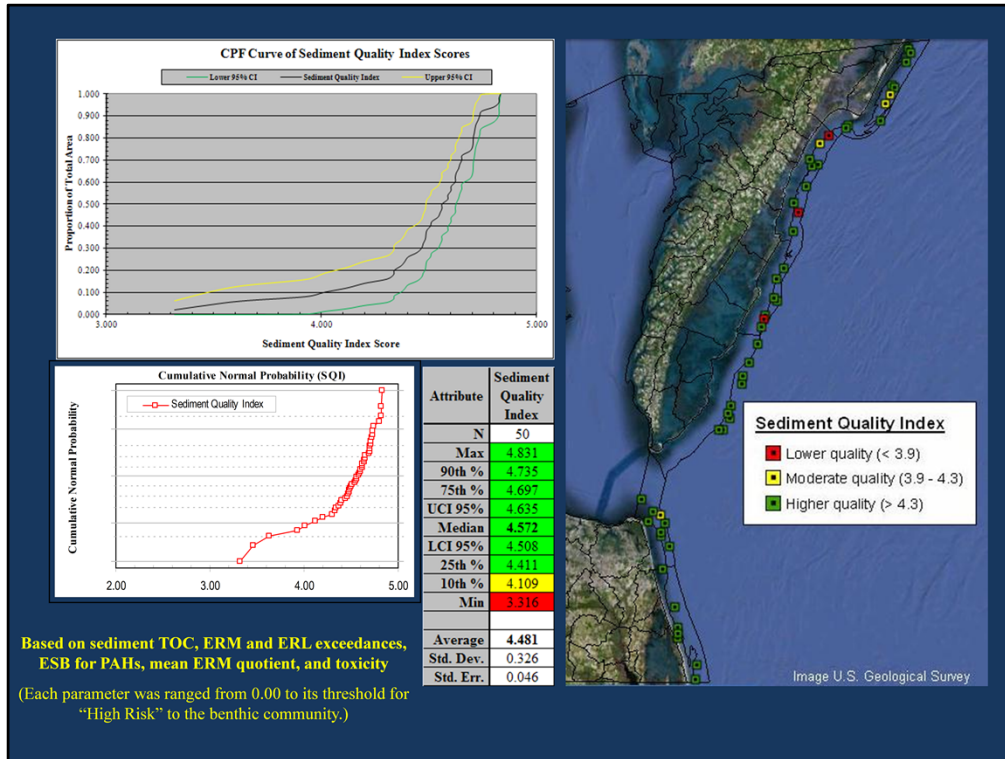 CPF Curve of Sediment Quality Index Scores
Lower 95% CI Sediment Quality Index Upper 95% CI
Proportion of Total Area
1.000
0.900
0.800
0.700
0.600
0.500
0.400
0.300
0.200
0.100
0.000
3.000 4.000 5.000
Sediment Quality Index Score
Cumulative Normal Probability (SQI)
Sediment Quality Index
Cumulative Normal Probability
2.00 3.00 4.00 5.00
Attribute Sediment Quality Index
N 50
Max 4.831
90th % 4.735
75th % 4.697
UCI 95% 4.635
Median 4.572
LCI 95% 4.508
25th % 4.411
10th % 4.109
Min 3.316
Average 4.481
Std. Dev. 0.326
Std. Err. 0.046
Based on sediment TOC, ERM and ERL exceedances,
ESB for PAHs, mean ERM quotient, and toxicity
(Each parameter was ranged from 0.00 to its threshold for
“High Risk” to the benthic community.)
Sediment Quality Index
Lower quality (< 3.9)
Moderate quality (3.9 - 4.3)
Higher quality (> 4.3)
Image U.S. Geological Survey